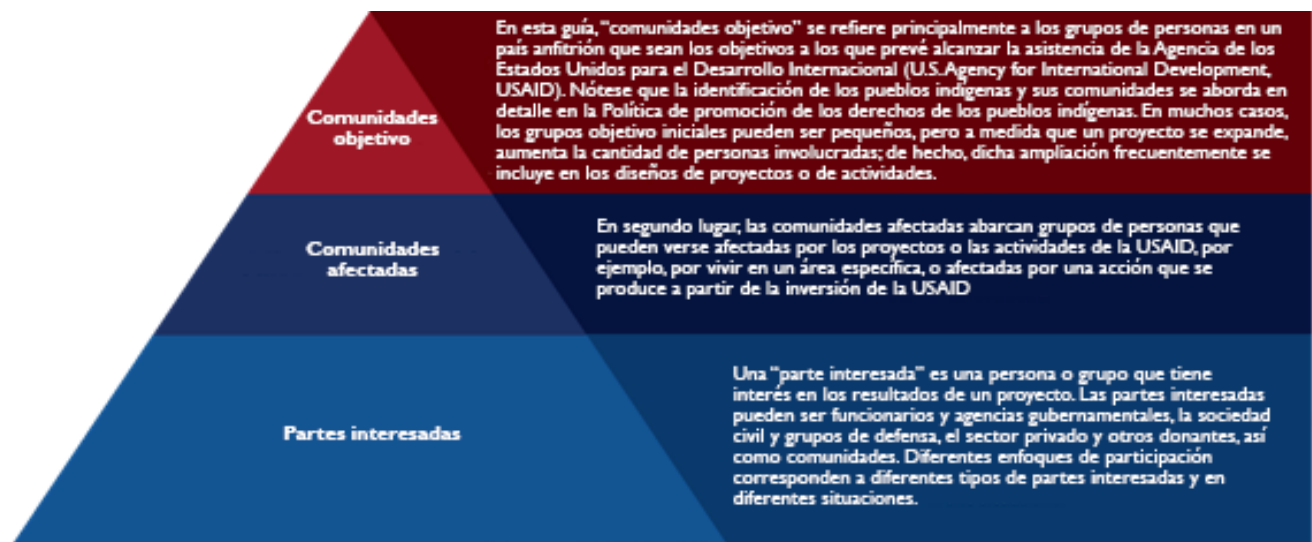 Comunidades
objetivo
En esta guía, “comunidades objetivo” se refiere principalmente a los grupos de personas en un
país anfitrión que sean los objetivos a los que prevé alcanzar la asistencia de la Agencia de los
Estados Unidos para el Desarrollo Internacional (U.S. Agency for International Development,
USAID). Nótese que la identificación de los pueblos indígenas y sus comunidades se aborda en
detalle en la Política de promoción de los derechos de los pueblos indígenas. En muchos casos,
los grupos objetivo iniciales pueden ser pequeños, pero a medida que un proyecto se expande,
aumenta la cantidad de personas involucradas; de hecho, dicha ampliación frecuentemente se
incluye en los diseños de proyectos o de actividades.
Comunidades
afectadas
En segundo lugar, las comunidades afectadas abarcan grupos de personas que
pueden verse afectadas por los proyectos o las actividades de la USAID, por
ejemplo, por vivir en un área específica, o afectadas por una acción que se
produce a partir de la inversión de la USAID
Partes interesadas
Una “parte interesada” es una persona o grupo que tiene
interés en los resultados de un proyecto. Las partes interesadas
pueden ser funcionarios y agencias gubernamentales, la sociedad
civil y grupos de defensa, el sector privado y otros donantes, así
como comunidades. Diferentes enfoques de participación
corresponden a diferentes tipos de partes interesadas y en
diferentes situaciones.